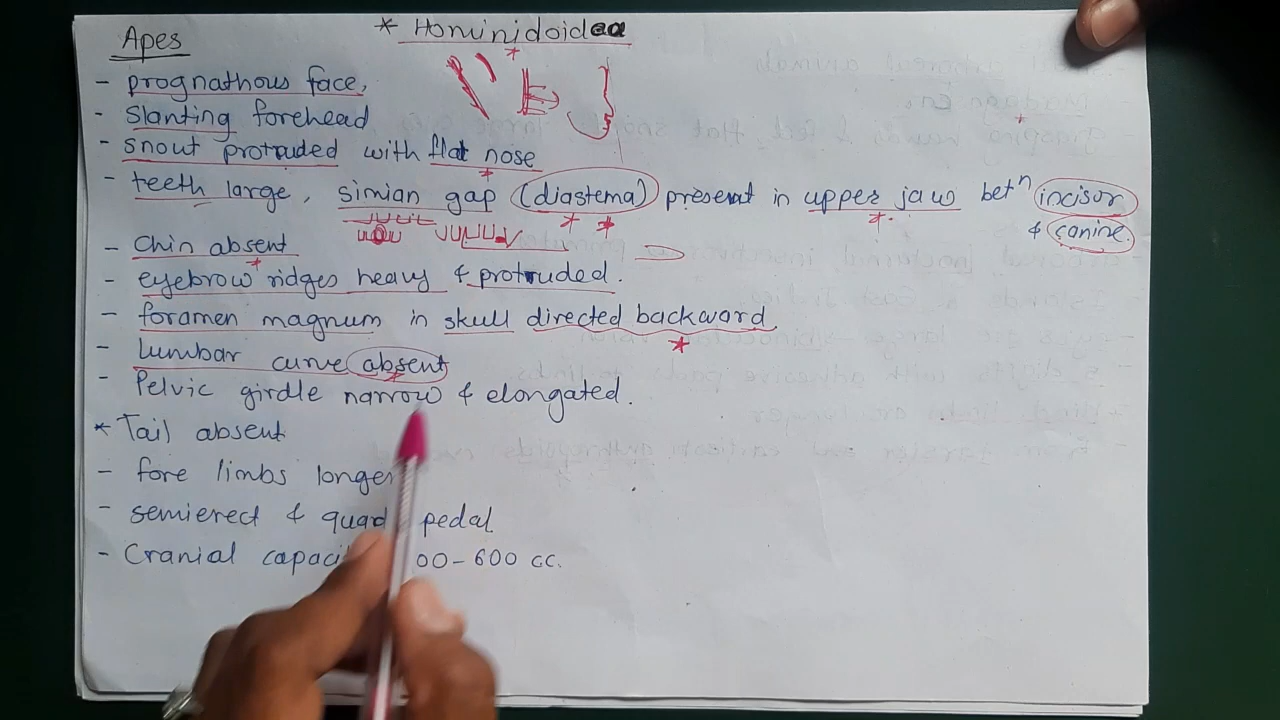 Apes
* Hominidoidea
- prognathous face,
- slanting forehead
- snout protruded with flat nose
- teeth large, simian gap (diastema) present in upper jaw betⁿ incisor
& canine.
- Chin absent
- eyebrow ridges heavy & protruded.
- foramen magnum in skull directed backward
- Lumbar curve absent
- Pelvic girdle narrow & elongated.
* Tail absent
- fore limbs longer
- semierect & quad pedal
- Cranial 00-600 cc.